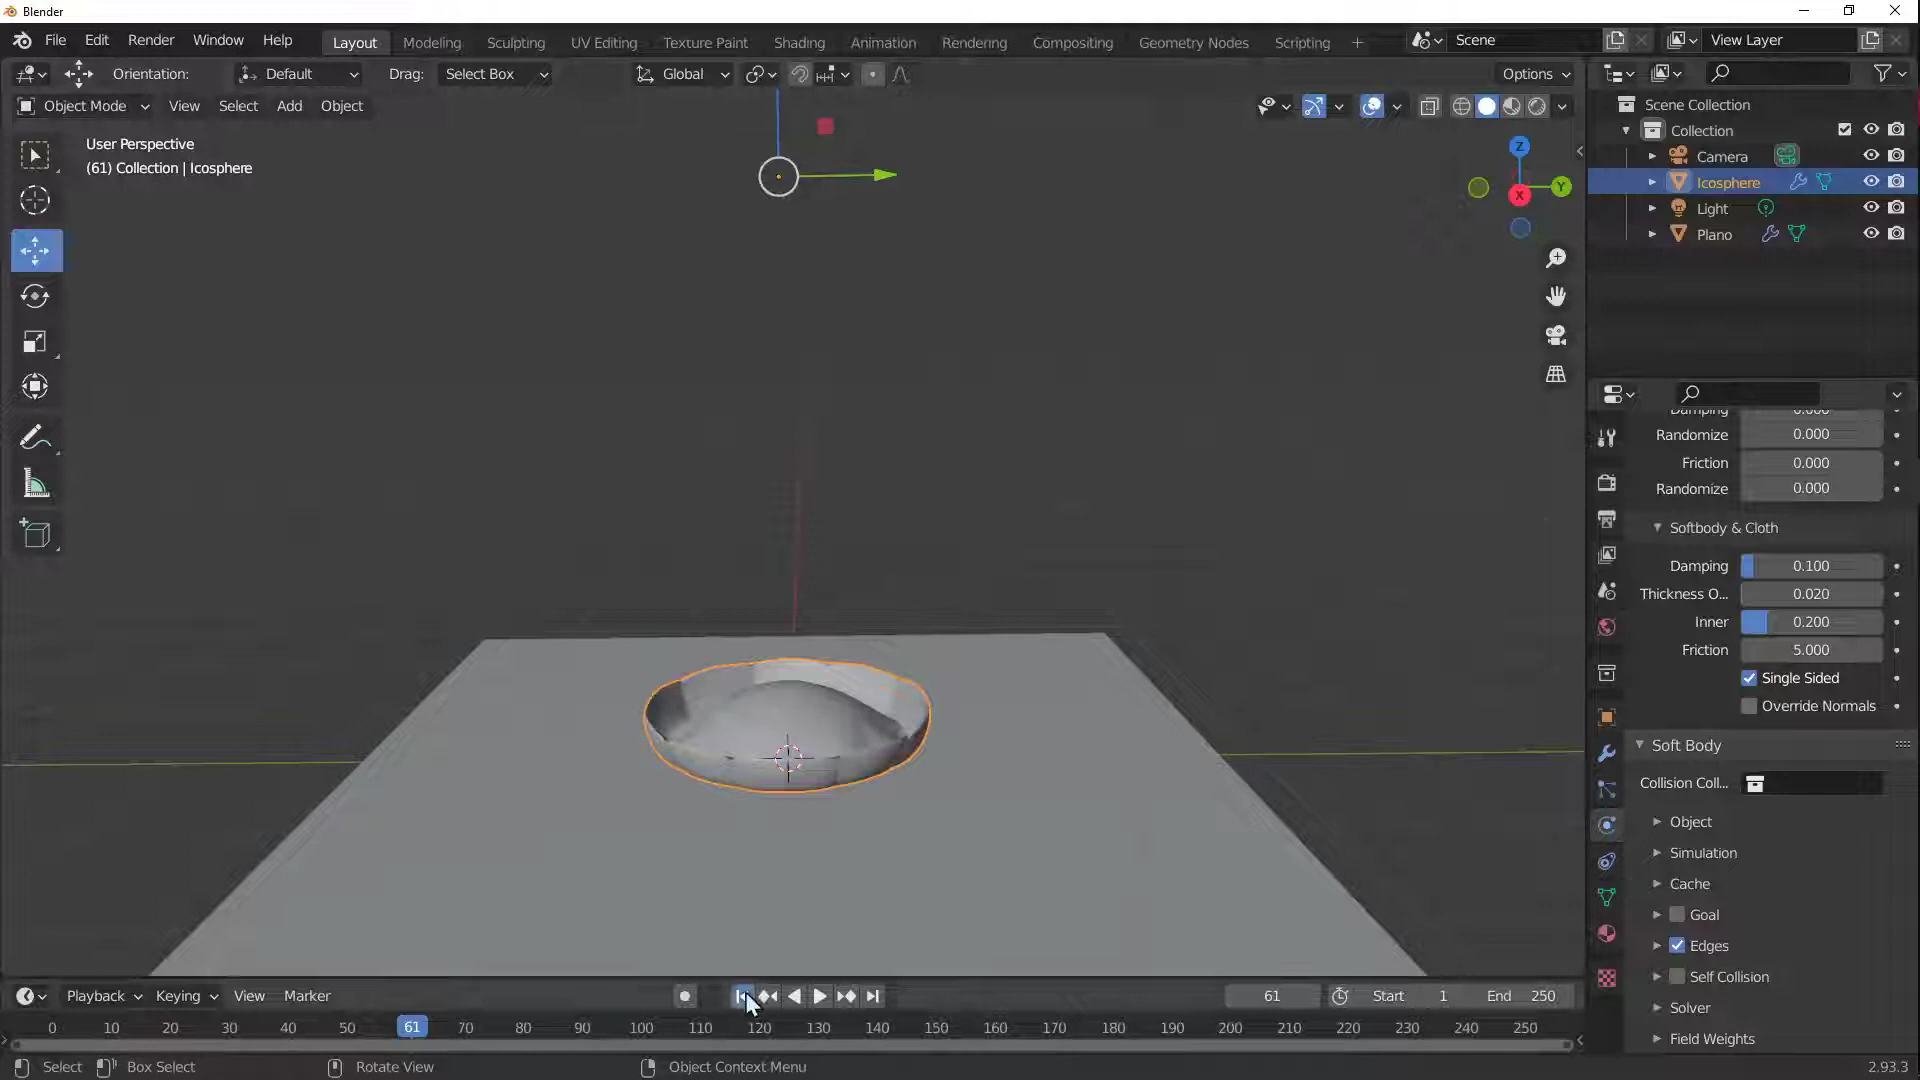 Blender
File Edit Render Window Help Layout Modeling Sculpting UV Editing Texture Paint Shading Animation Rendering Compositing Geometry Nodes Scripting + Scene View Layer
Orientation: Default Drag: Select Box Global Options
Object Mode View Select Add Object
User Perspective
(61) Collection | Icosphere
Z
Y
X
Scene Collection
Collection
Camera
Icosphere
Light
Plano
Damping 0.000
Randomize 0.000
Friction 0.000
Randomize 0.000
Softbody & Cloth
Damping 0.100
Thickness O... 0.020
Inner 0.200
Friction 5.000
Single Sided
Override Normals
Soft Body
Collision Coll...
Object
Simulation
Cache
Goal
Edges
Self Collision
Solver
Field Weights
Playback Keying View Marker 61 Start 1 End 250
0 10 20 30 40 50 61 70 80 90 100 110 120 130 140 150 160 170 180 190 200 210 220 230 240 250
Select Box Select Rotate View Object Context Menu 2.93.3